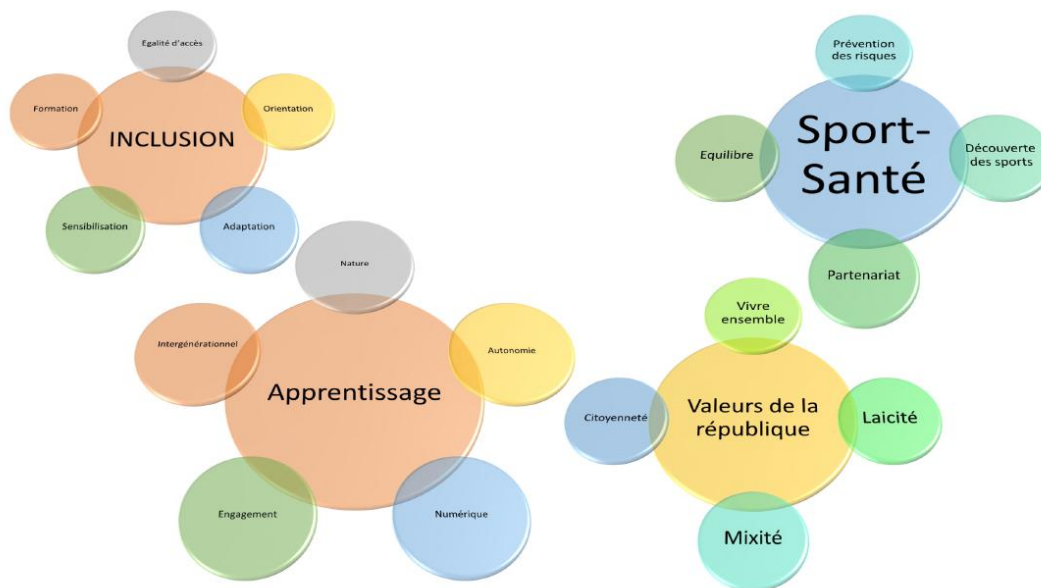 Egalité d'accès
Formation
Orientation
INCLUSION
Sensibilisation
Adaptation
Prévention
des risques
Equilibre
Sport-
Santé
Découverte
des sports
Partenariat
Nature
Intergénérationnel
Autonomie
Apprentissage
Engagement
Numérique
Vivre
ensemble
Citoyenneté
Valeurs de la
république
Laicité
Mixité